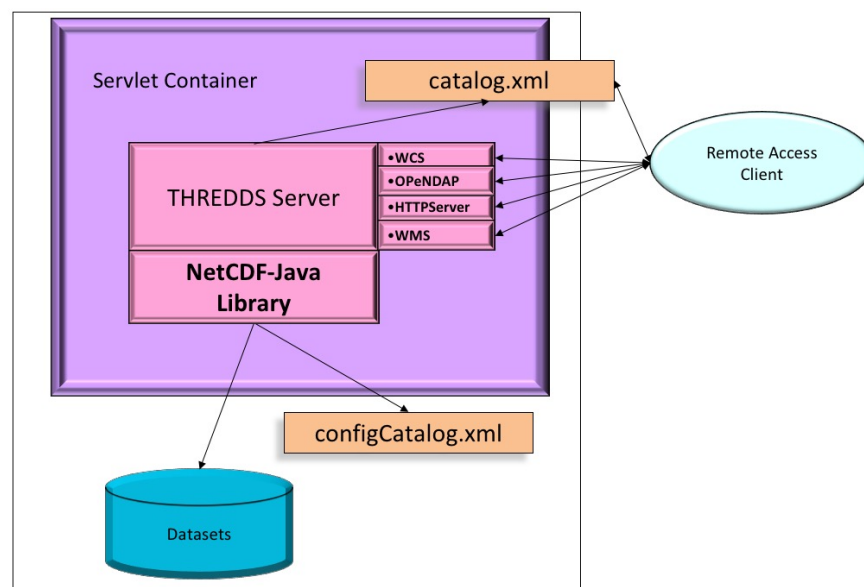 Servlet Container
catalog.xml
THREDDS Server
•WCS
•OPeNDAP
•HTTPServer
•WMS
Remote Access
Client
NetCDF-Java
Library
configCatalog.xml
Datasets